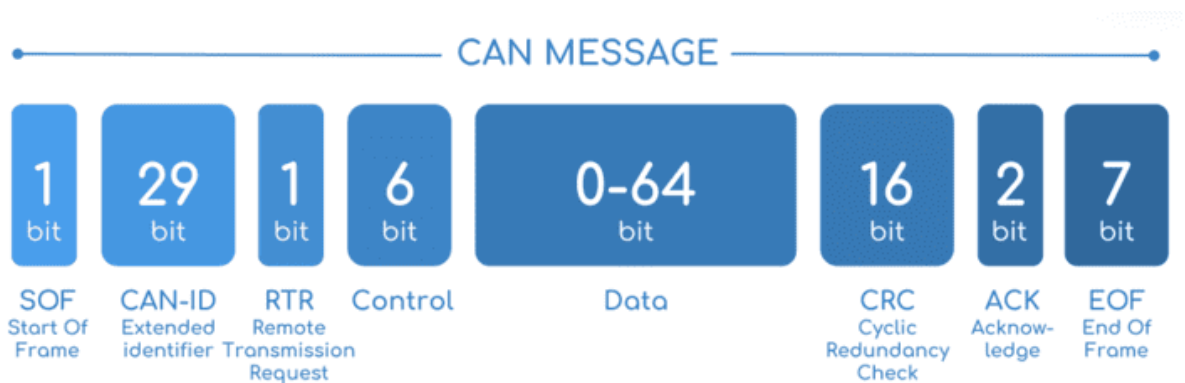 CAN MESSAGE
1 29 1 6 0-64 16 2 7
bit bit bit bit bit bit bit bit
SOF CAN-ID RTR Control Data CRC ACK EOF
Start Of Extended Remote Cyclic Acknow- End Of
Frame identifier Transmission Redundancy ledge Frame
Request Check